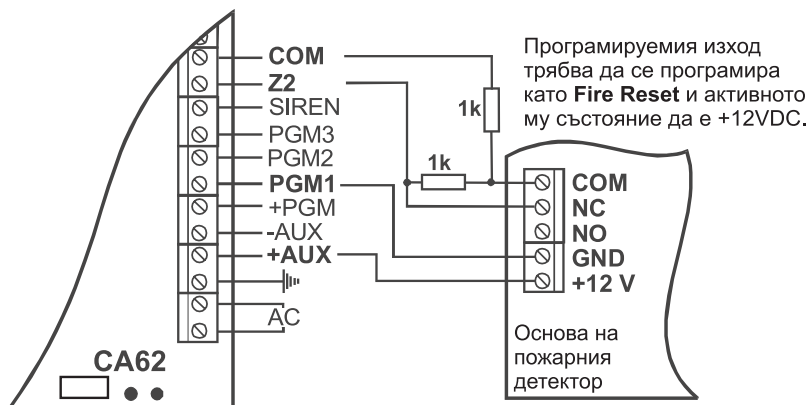 COM
Z2
SIREN
PGM3
PGM2
PGM1
+PGM
-AUX
+AUX
AC
CA62
1k
1k
Програмируемия изход
трябва да се програмира
като Fire Reset и активното
му състояние да е +12VDC.
COM
NC
NO
GND
+12 V
Основа на
пожарния
детектор